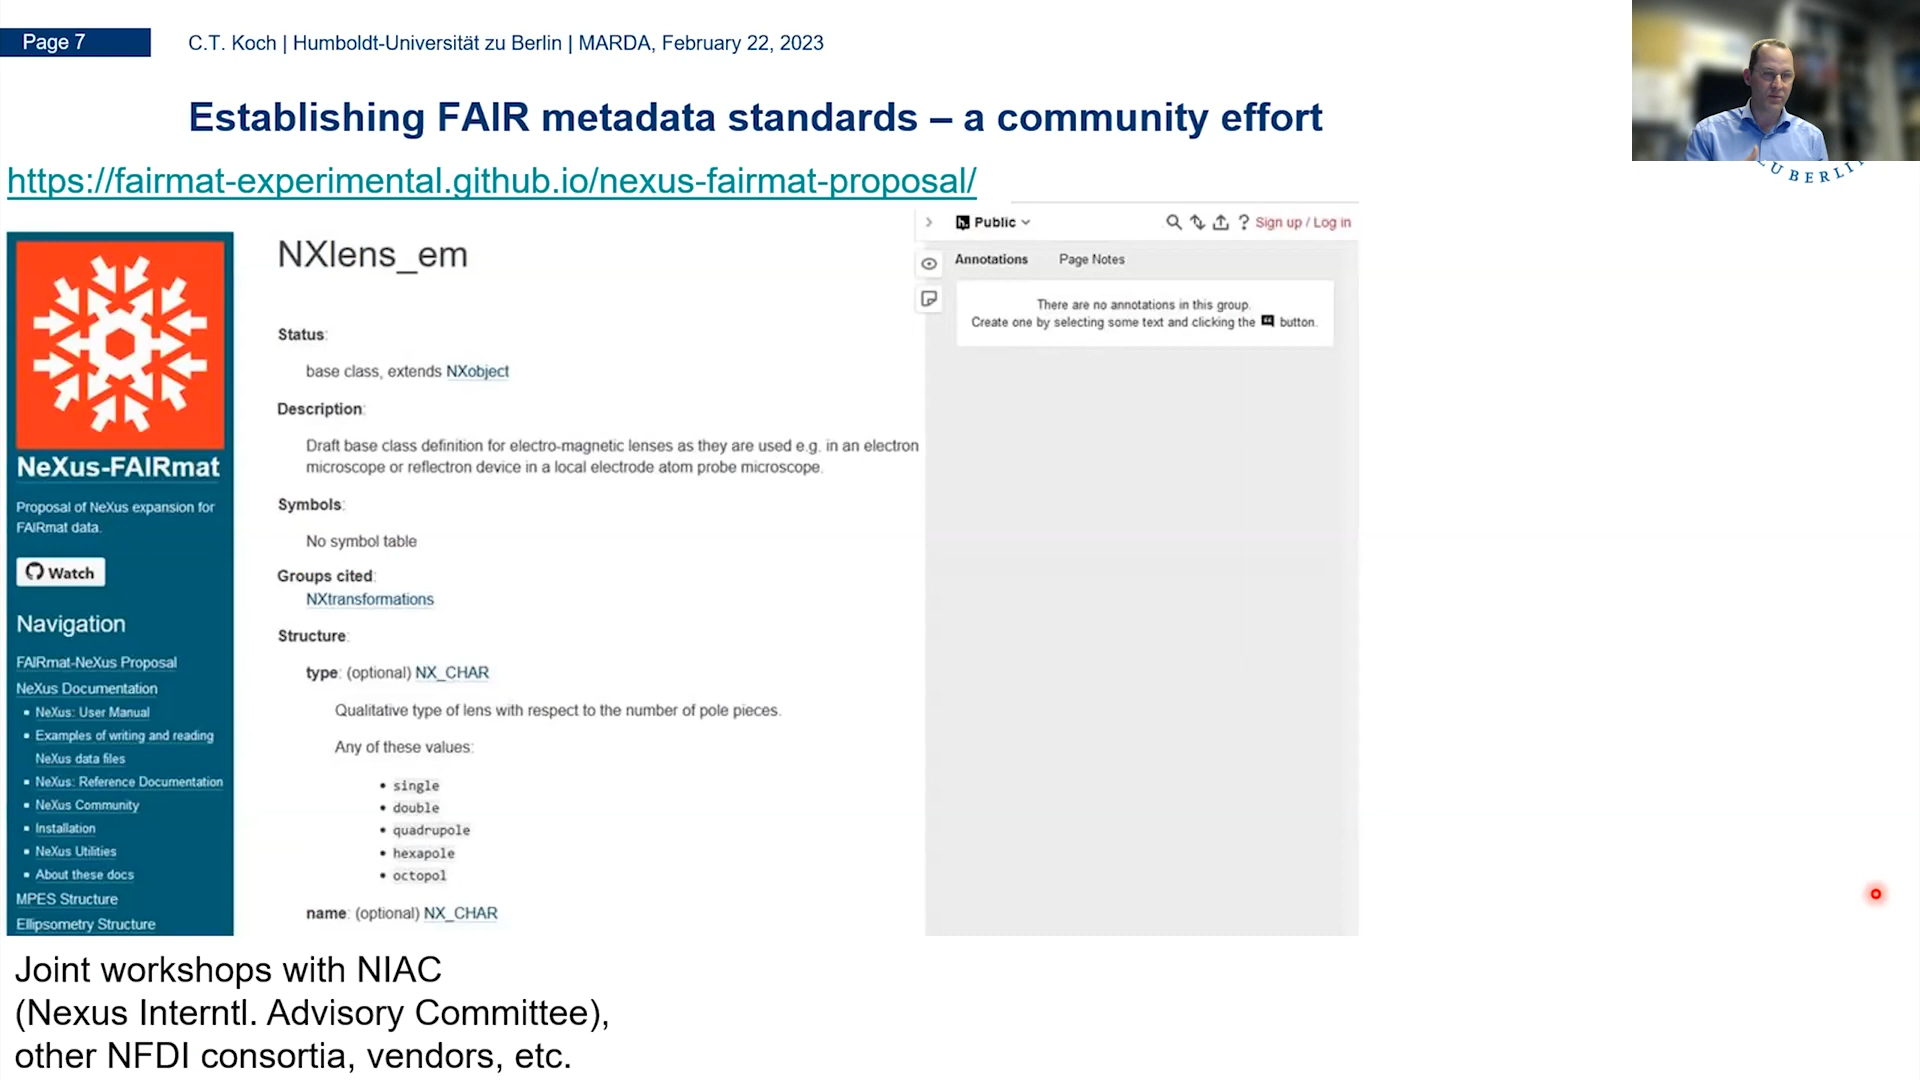 Page 7
C.T. Koch | Humboldt-Universität zu Berlin | MARDA, February 22, 2023
Establishing FAIR metadata standards – a community effort
https://fairmat-experimental.github.io/nexus-fairmat-proposal/
U BERLI
NeXus-FAIRmat
Proposal of NeXus expansion for
FAIRmat data.
Watch
Navigation
FAIRmat-NeXus Proposal
NeXus Documentation
NeXus: User Manual
Examples of writing and reading
NeXus data files
NeXus: Reference Documentation
NeXus Community
Installation
NeXus Utilities
About these docs
MPES Structure
Ellipsometry Structure
NXlens_em
Status:
base class, extends NXobject
Description:
Draft base class definition for electro-magnetic lenses as they are used e.g. in an electron
microscope or reflectron device in a local electrode atom probe microscope.
Symbols:
No symbol table
Groups cited:
NXtransformations
Structure:
type: (optional) NX_CHAR
Qualitative type of lens with respect to the number of pole pieces.
Any of these values:
• single
• double
• quadrupole
• hexapole
• octopol
name: (optional) NX_CHAR
h. Public
? Sign up / Log in
Annotations Page Notes
There are no annotations in this group.
Create one by selecting some text and clicking the button.
Joint workshops with NIAC
(Nexus Interntl. Advisory Committee),
other NFDI consortia, vendors, etc.